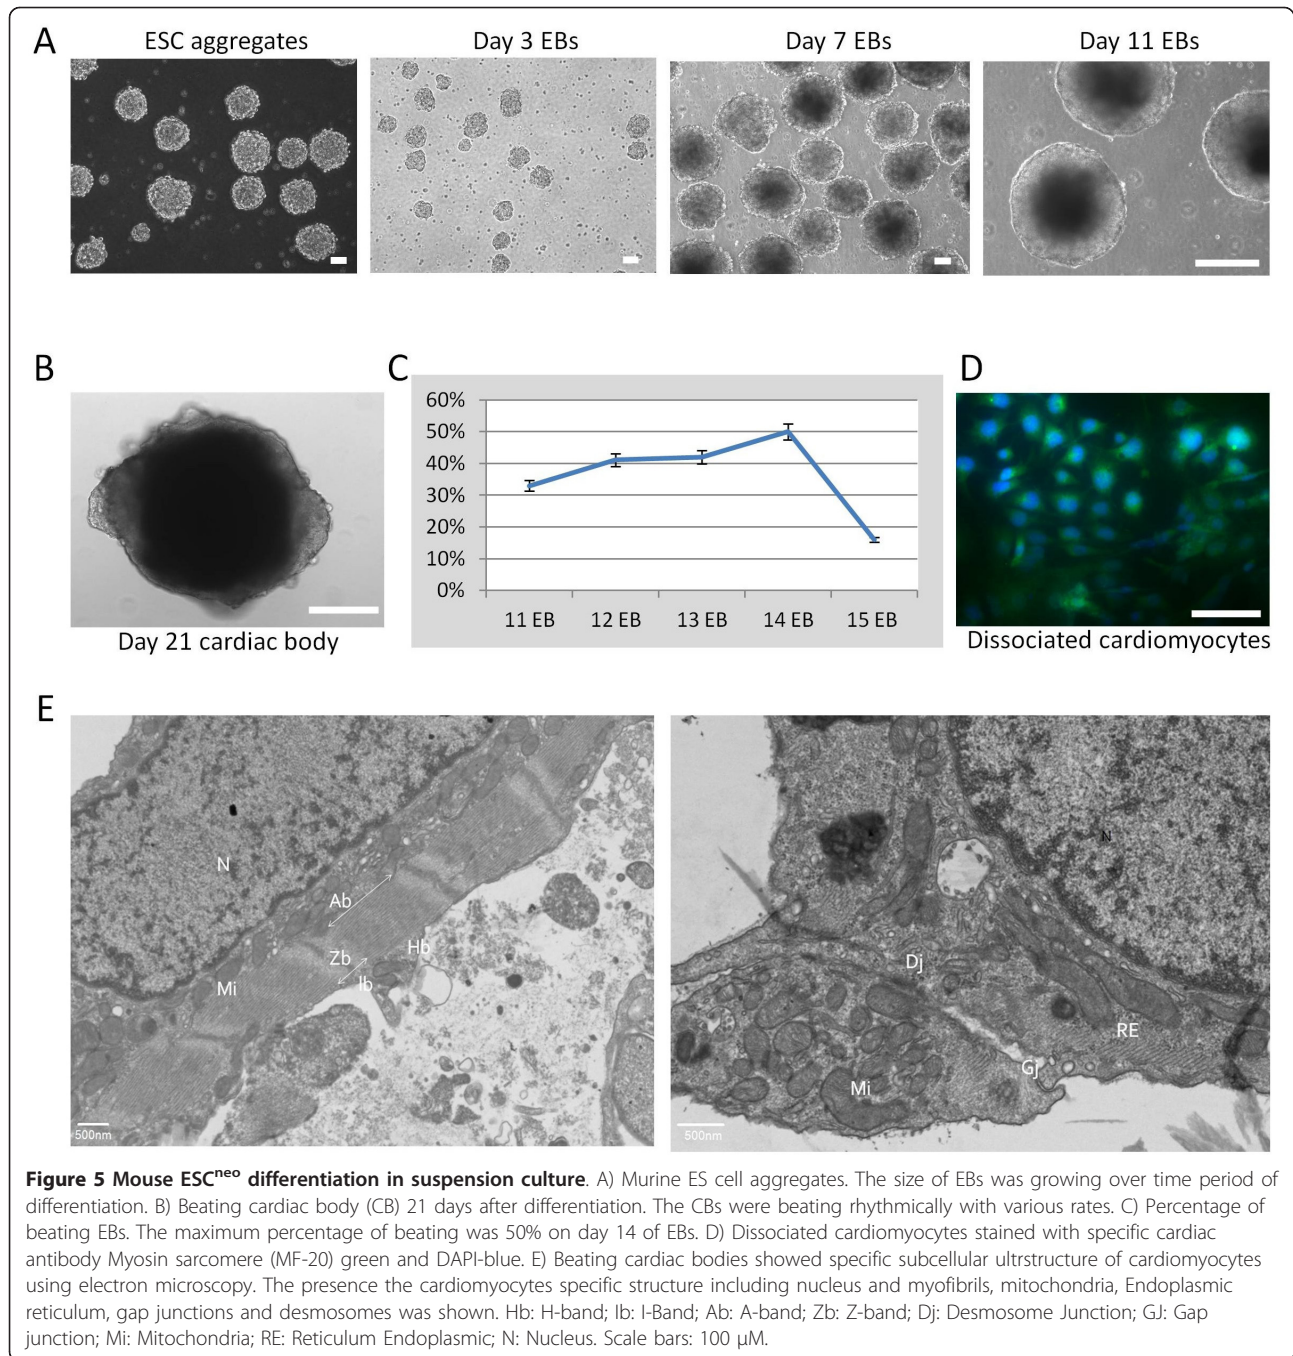 A
ESC aggregates
Day 3 EBs
Day 7 EBs
Day 11 EBs
B
Day 21 cardiac body
C
60%
50%
40%
30%
20%
10%
0%
11 EB
12 EB
13 EB
14 EB
15 EB
D
Dissociated cardiomyocytes
E
N
Ab
Hb
Zb
Ib
Mi
500nm
N
Dj
RE
Gj
Mi
500nm
Figure 5 Mouse ESCneo differentiation in suspension culture. A) Murine ES cell aggregates. The size of EBs was growing over time period of
differentiation. B) Beating cardiac body (CB) 21 days after differentiation. The CBs were beating rhythmically with various rates. C) Percentage of
beating EBs. The maximum percentage of beating was 50% on day 14 of EBs. D) Dissociated cardiomyocytes stained with specific cardiac
antibody Myosin sarcomere (MF-20) green and DAPI-blue. E) Beating cardiac bodies showed specific subcellular ultrstructure of cardiomyocytes
using electron microscopy. The presence the cardiomyocytes specific structure including nucleus and myofibrils, mitochondria, Endoplasmic
reticulum, gap junctions and desmosomes was shown. Hb: H-band; Ib: I-Band; Ab: A-band; Zb: Z-band; Dj: Desmosome Junction; GJ: Gap
junction; Mi: Mitochondria; RE: Reticulum Endoplasmic; N: Nucleus. Scale bars: 100 μM.